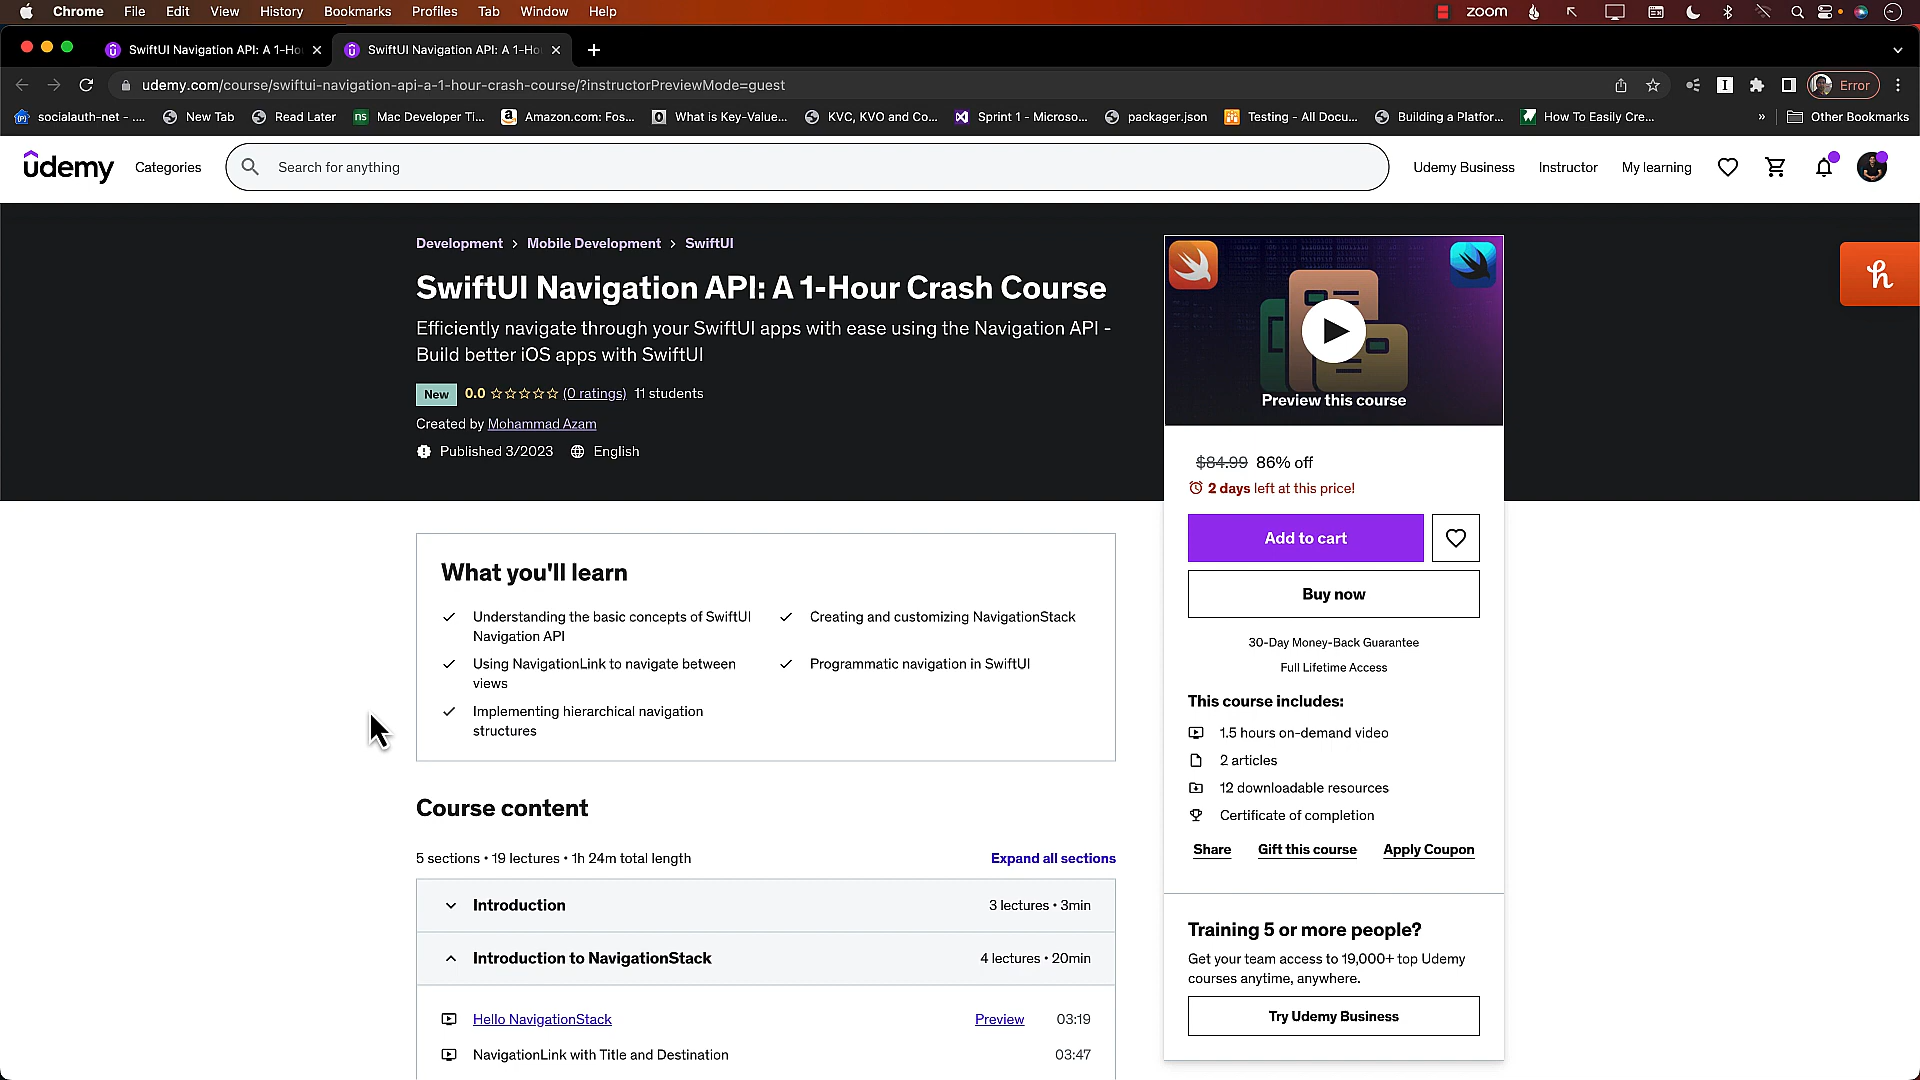 Chrome File Edit View History Bookmarks Profiles Tab Window Help
zoom
SwiftUI Navigation API: A 1-Ho
SwiftUI Navigation API: A 1-Ho
udemy.com/course/swiftui-navigation-api-a-1-hour-crash-course/?instructorPreviewMode=guest
Error
socialauth-net - ....
New Tab
Read Later
ns Mac Developer Ti...
Amazon.com: Fos...
What is Key-Value...
KVC, KVO and Co...
Sprint 1 - Microso...
packager.json
Testing - All Docu...
Building a Platfor...
How To Easily Cre...
»
Other Bookmarks
ûdemy
Categories
Search for anything
Udemy Business
Instructor
My learning
Development > Mobile Development > SwiftUI
SwiftUI Navigation API: A 1-Hour Crash Course
Efficiently navigate through your SwiftUI apps with ease using the Navigation API -
Build better iOS apps with SwiftUI
New 0.0 (0 ratings) 11 students
Created by Mohammad Azam
Published 3/2023 English
Preview this course
$84.99 86% off
2 days left at this price!
Add to cart
Buy now
30-Day Money-Back Guarantee
Full Lifetime Access
This course includes:
1.5 hours on-demand video
2 articles
12 downloadable resources
Certificate of completion
Share Gift this course Apply Coupon
Training 5 or more people?
Get your team access to 19,000+ top Udemy
courses anytime, anywhere.
Try Udemy Business
h
What you'll learn
Understanding the basic concepts of SwiftUI
Navigation API
Creating and customizing NavigationStack
Using NavigationLink to navigate between
views
Programmatic navigation in SwiftUI
Implementing hierarchical navigation
structures
Course content
5 sections • 19 lectures • 1h 24m total length
Expand all sections
Introduction 3 lectures • 3min
Introduction to NavigationStack 4 lectures • 20min
Hello NavigationStack Preview 03:19
NavigationLink with Title and Destination 03:47